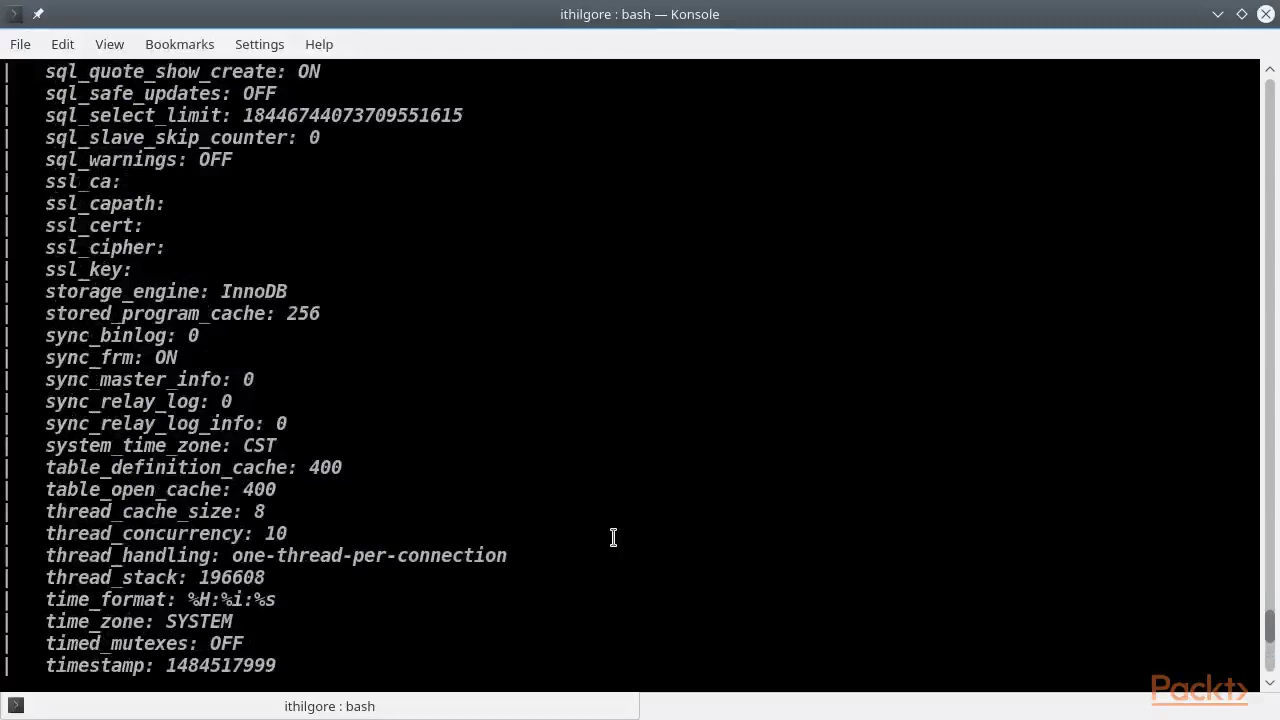 ithilgore : bash — Konsole
File Edit View Bookmarks Settings Help
| sql_quote_show_create: ON
| sql_safe_updates: OFF
| sql_select_limit: 18446744073709551615
| sql_slave_skip_counter: 0
| sql_warnings: OFF
| ssl_ca:
| ssl_capath:
| ssl_cert:
| ssl_cipher:
| ssl_key:
| storage_engine: InnoDB
| stored_program_cache: 256
| sync_binlog: 0
| sync_frm: ON
| sync_master_info: 0
| sync_relay_log: 0
| sync_relay_log_info: 0
| system_time_zone: CST
| table_definition_cache: 400
| table_open_cache: 400
| thread_cache_size: 8
| thread_concurrency: 10
| thread_handling: one-thread-per-connection
| thread_stack: 196608
| time_format: %H:%i:%s
| time_zone: SYSTEM
| timed_mutexes: OFF
| timestamp: 1484517999
Packt>
ithilgore : bash